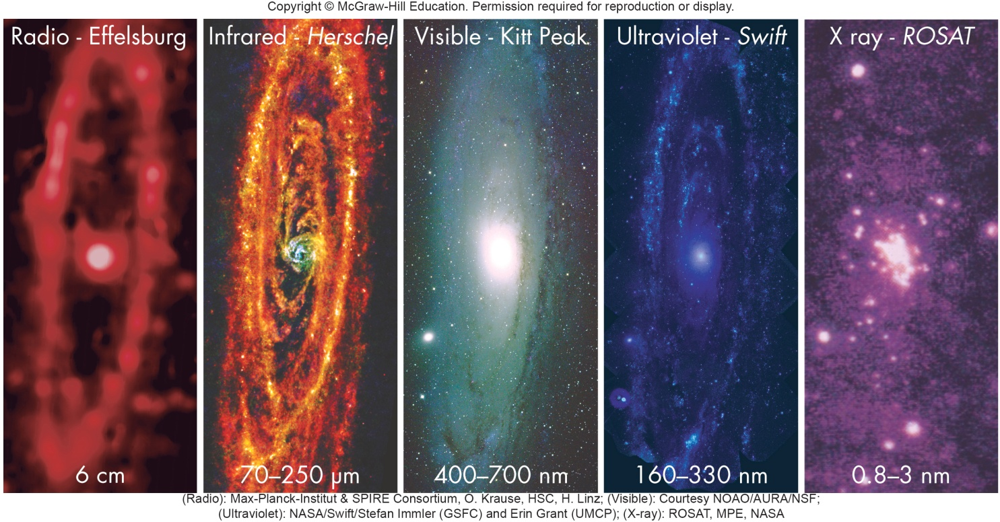 Copyright © McGraw-Hill Education. Permission required for reproduction or display.
Radio - Effelsburg
Infrared - Herschel
Visible - Kitt Peak
Ultraviolet - Swift
X ray - ROSAT
6 cm
70–250 µm
400–700 nm
160–330 nm
0.8–3 nm
(Radio): Max-Planck-Institut & SPIRE Consortium, O. Krause, HSC, H. Linz; (Visible): Courtesy NOAO/AURA/NSF;
(Ultraviolet): NASA/Swift/Stefan Immler (GSFC) and Erin Grant (UMCP); (X-ray): ROSAT, MPE, NASA